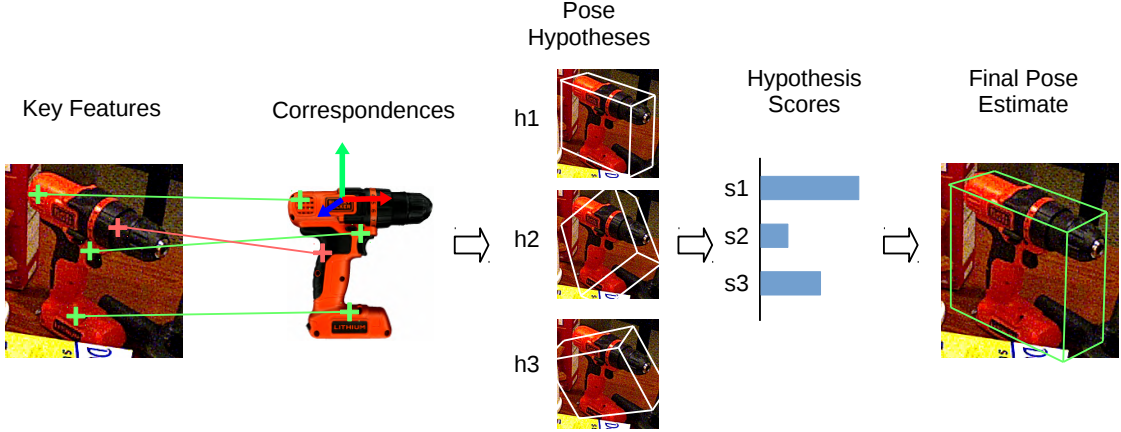 Key Features
Correspondences
LITHIUM
Pose
Hypotheses
h1
h2
h3
Hypothesis
Scores
s1
s2
s3
Final Pose
Estimate